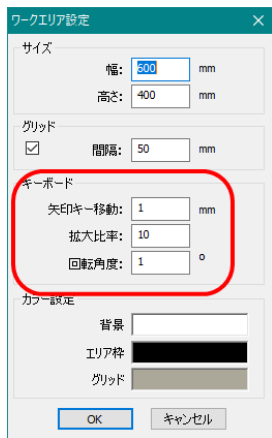 ワークエリア設定
サイズ
幅: 600 mm
高さ: 400 mm
グリッド
間隔: 50 mm
キーボード
矢印キー移動: 1 mm
拡大比率: 10
回転角度: 1 °
カラー設定
背景
エリア枠
グリッド
OK キャンセル